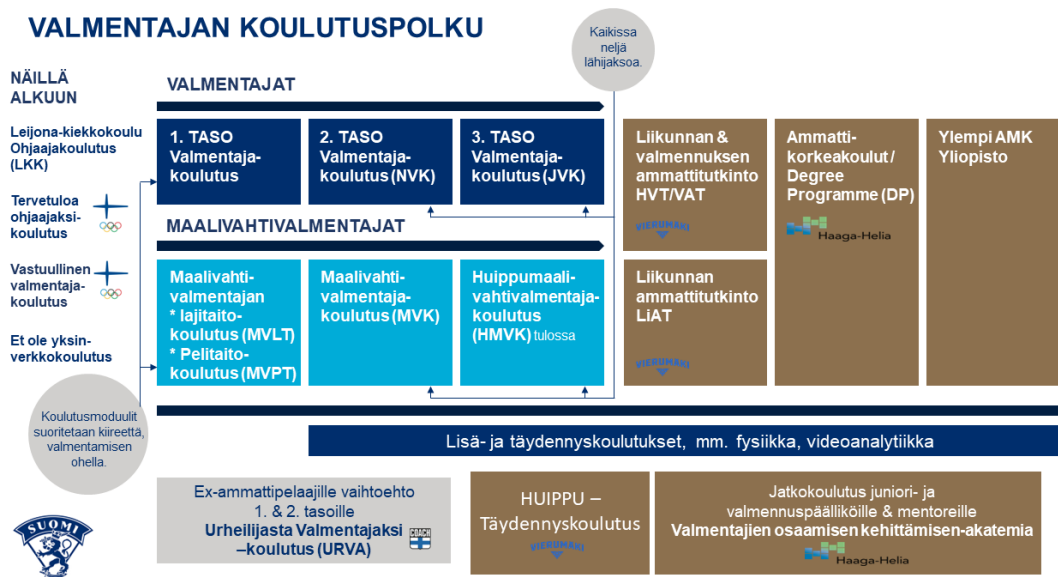 VALMENTAJAN KOULUTUSPOLKU
Kaikissa
neljä
lähijaksoa.
NÄILLÄ
ALKUUN
Leijona-kiekkokoulu
Ohjaajakoulutus
(LKK)
Tervetuloa
ohjaajaksi-
koulutus
Vastuullinen
valmentaja-
koulutus
Et ole yksin-
verkkokoulutus
Koulutusmoduulit
suoritetaan kiireettä,
valmentamisen
ohella.
VALMENTAJAT
1. TASO
Valmentaja-
koulutus
2. TASO
Valmentaja-
koulutus (NVK)
3. TASO
Valmentaja-
koulutus (JVK)
MAALIVAHTIVALMENTAJAT
Maalivahti-
valmentajan
* lajitaito-
koulutus (MVLT)
* Pelitaito-
koulutus (MVPT)
Maalivahti-
valmentaja-
koulutus (MVK)
Huippumaali-
vahtivalmentaja-
koulutus
(HMVK) tulossa
Liikunnan &
valmennuksen
ammattitutkinto
HVT/VAT
VIERUMÄKI
Liikunnan
ammattitutkinto
LiAT
VIERUMÄKI
Ammatti-
korkeakoulut /
Degree
Programme (DP)
Haaga-Helia
Ylempi AMK
Yliopisto
Lisä- ja täydennyskoulutukset, mm. fysiikka, videoanalytiikka
Ex-ammattipelaajille vaihtoehto
1. & 2. tasoille
Urheilijasta Valmentajaksi
–koulutus (URVA)
COACH
HUIPPU –
Täydennyskoulutus
VIERUMÄKI
Jatkokoulutus juniori- ja
valmennuspäälliköille & mentoreille
Valmentajien osaamisen kehittämisen-akatemia
Haaga-Helia
SUOMI